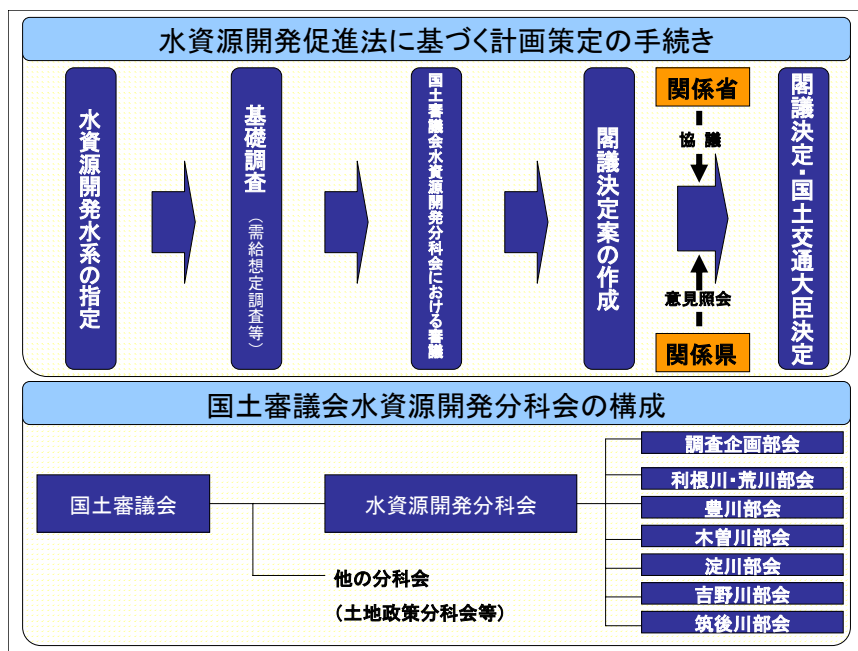 水資源開発促進法に基づく計画策定の手続き
水資源開発水系の指定
基礎調査
（需給想定調査等）
国土審議会水資源開発分科会における審議
閣議決定案の作成
関係省
協議
意見照会
関係県
閣議決定・国土交通大臣決定
国土審議会水資源開発分科会の構成
国土審議会
水資源開発分科会
他の分科会
（土地政策分科会等）
調査企画部会
利根川・荒川部会
豊川部会
木曽川部会
淀川部会
吉野川部会
筑後川部会